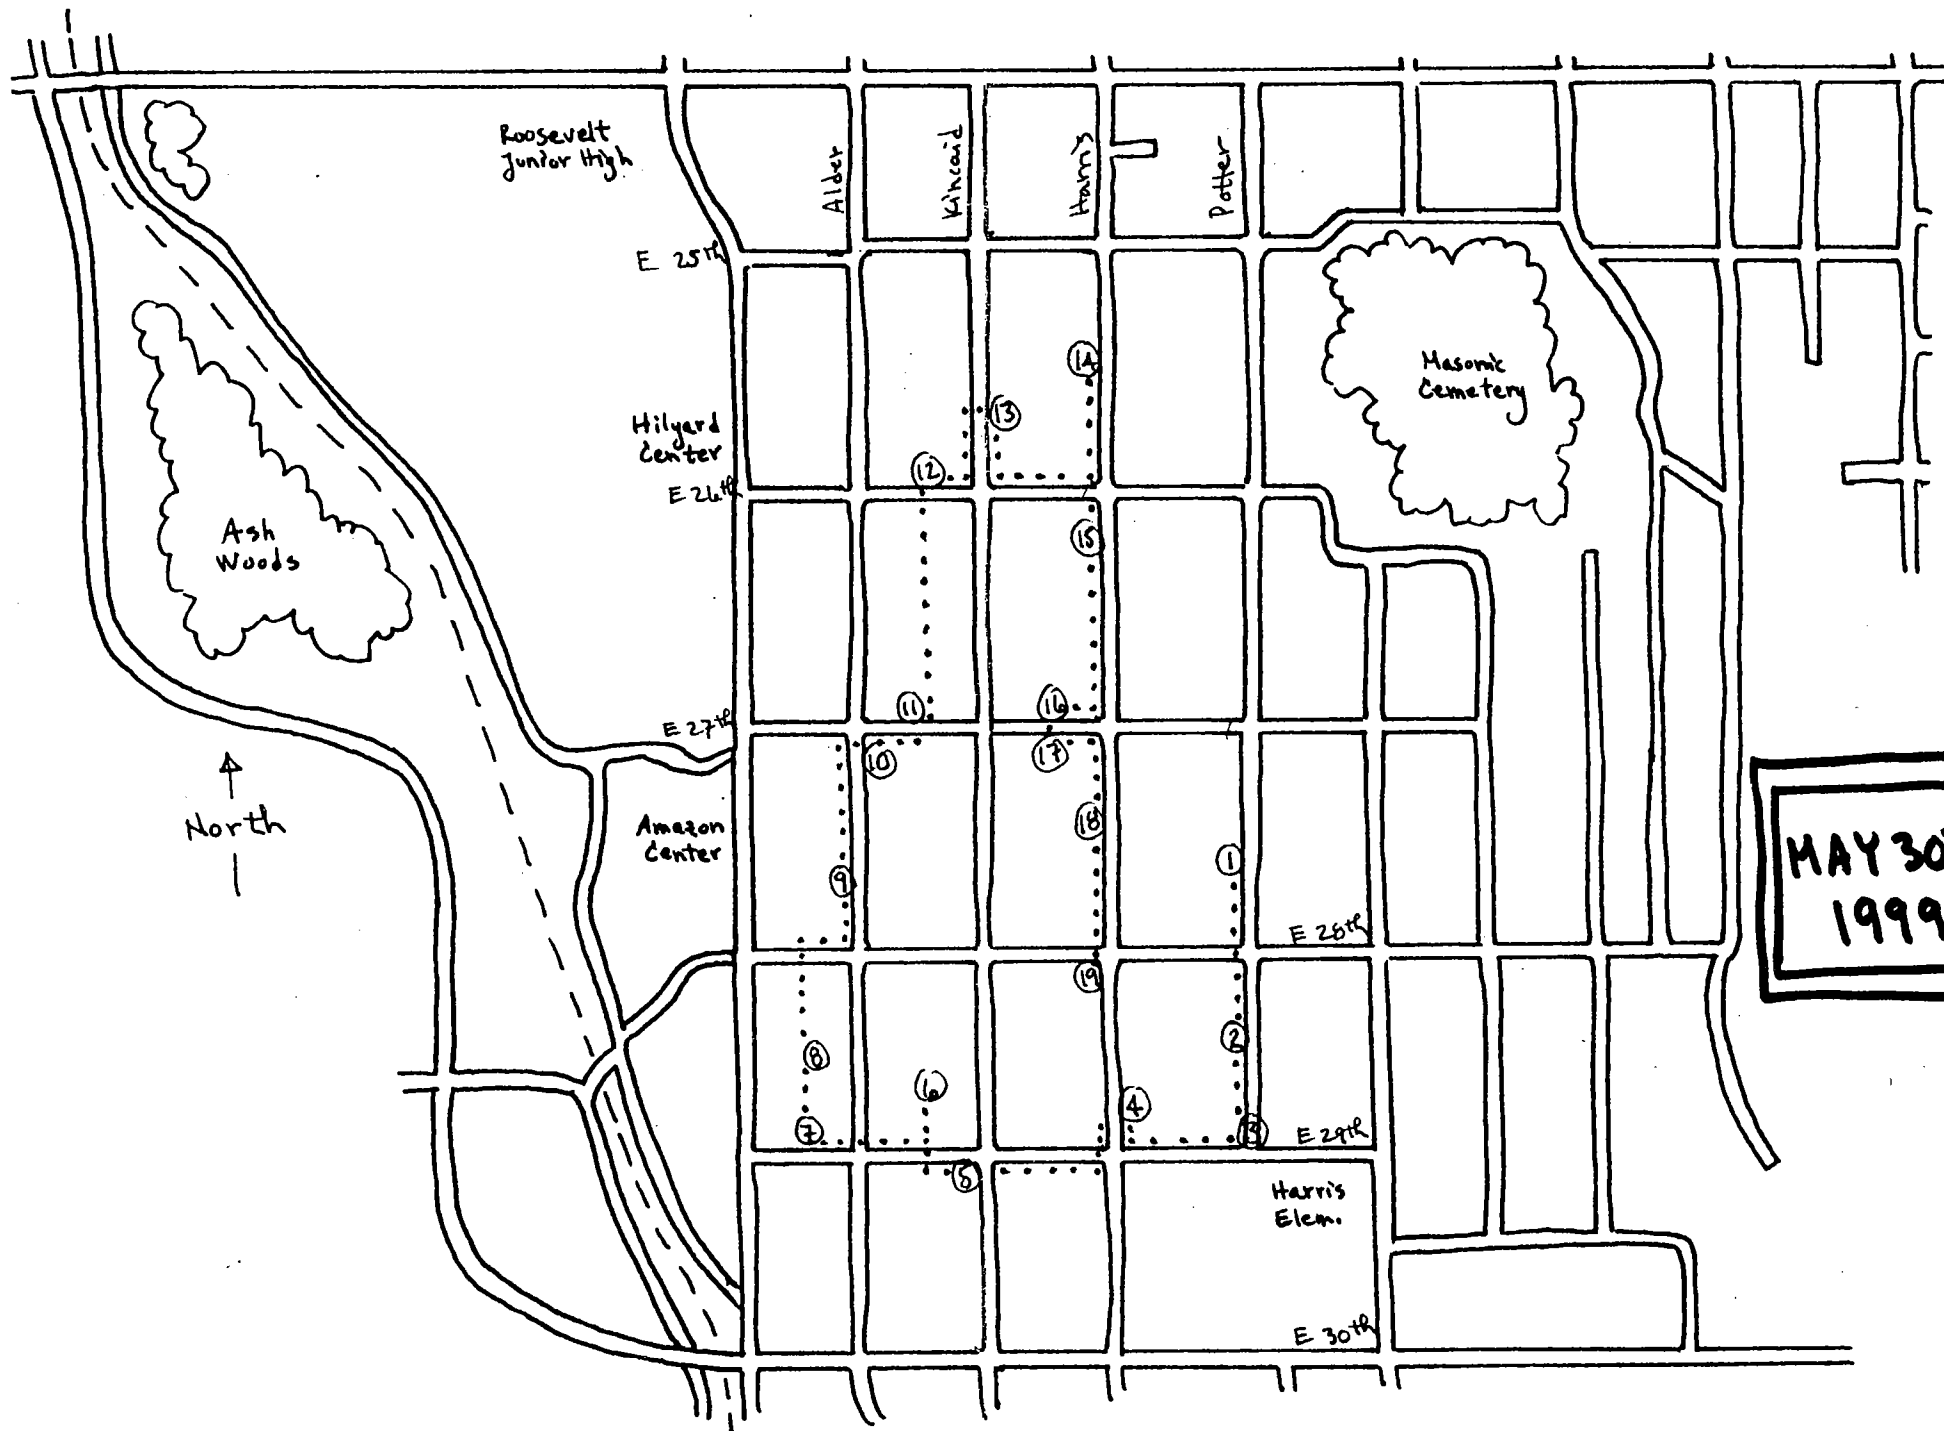 Roosevelt
Junior High
Alder
Kincaid
Harris
Potter
E 25th
14
Masonic
Cemetery
13
Hilyard
Center
12
E 26th
Ash
Woods
15
11
16
E 27th
10
17
North
Amazon
Center
18
1
9
MAY 30
1999
E 28th
19
2
8
6
4
7
3
E 29th
5
Harris
Elem.
E 30th